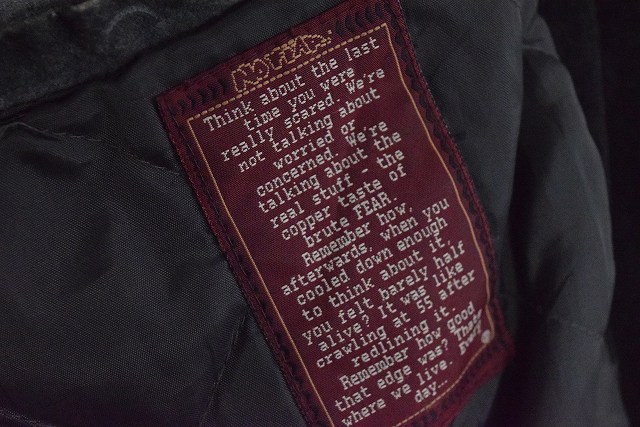 NO FEAR
Think about the last
time you were
really scared. We're
not talking about
worried or
concerned. We're
talking about the
real stuff - the
copper taste of
brute FEAR.
Remember how,
afterwards, when you
cooled down enough
to think about it,
you felt barely half
alive? It was like
crawling at 55 after
redlining it.
Remember how good
that edge was? That's
where we live. Every
day...
®